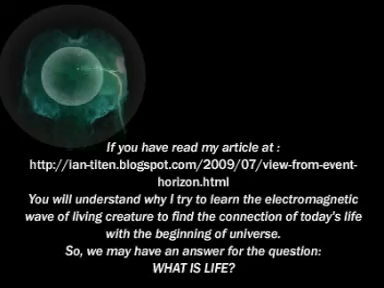 If you have read my article at :
http://ian-titen.blogspot.com/2009/07/view-from-event-
horizon.html
You will understand why I try to learn the electromagnetic
wave of living creature to find the connection of today's life
with the beginning of universe.
So, we may have an answer for the question:
WHAT IS LIFE?